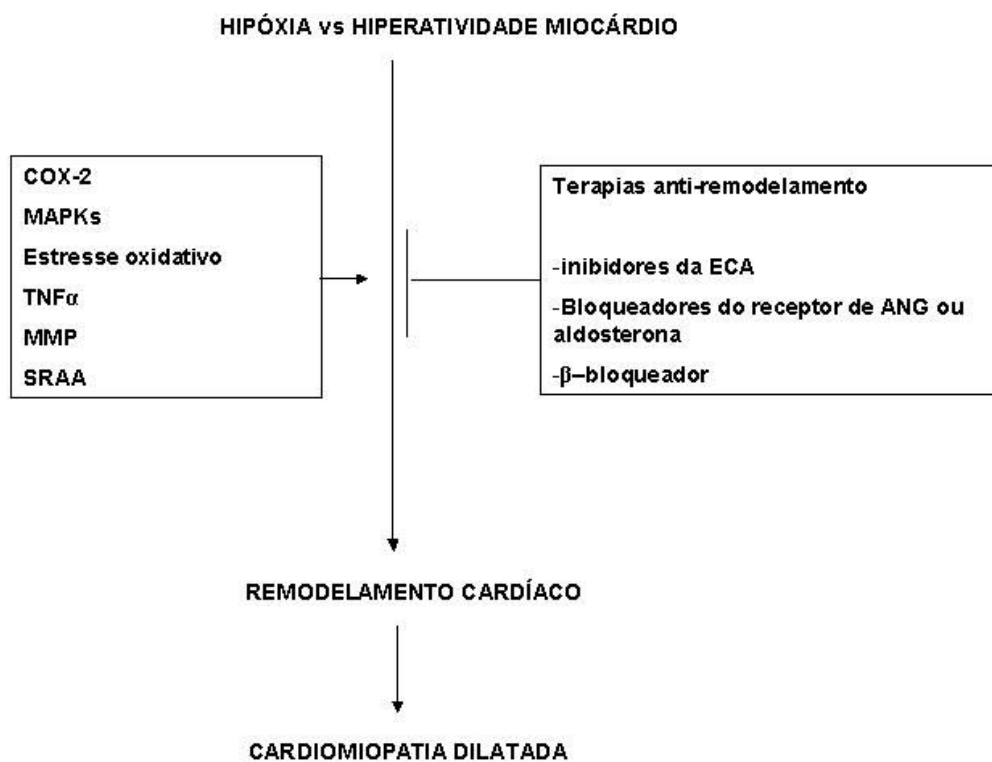 HIPÓXIA vs HIPERATIVIDADE MIOCÁRDIO
COX-2
MAPKs
Estresse oxidativo
TNFα
MMP
SRAA
Terapias anti-remodelamento
-inibidores da ECA
-Bloqueadores do receptor de ANG ou
aldosterona
-β–bloqueador
REMODELAMENTO CARDÍACO
CARDIOMIOPATIA DILATADA